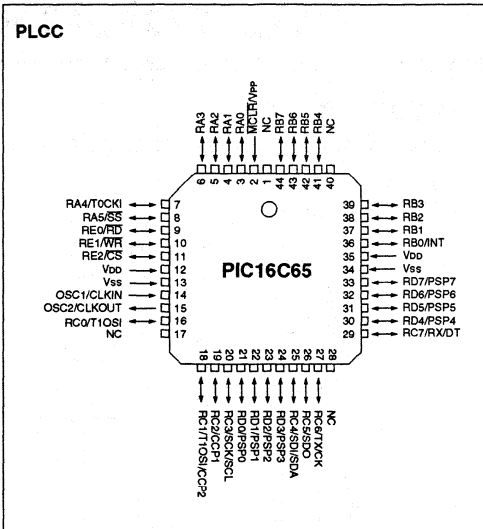 PLCC
RA3
RA2
RA1
RA0
MCLR/VPP
NC
RB7
RB6
RB5
RB4
NC
6
5
4
3
2
1
44
43
42
41
40
RA4/T0CKI 7
RA5/SS 8
RE0/RD 9
RE1/WR 10
RE2/CS 11
VDD 12
VSS 13
OSC1/CLKIN 14
OSC2/CLKOUT 15
RC0/T1OSI 16
NC 17
PIC16C65
39 RB3
38 RB2
37 RB1
36 RB0/INT
35 VDD
34 VSS
33 RD7/PSP7
32 RD6/PSP6
31 RD5/PSP5
30 RD4/PSP4
29 RC7/RX/DT
18
19
20
21
22
23
24
25
26
27
28
RC1/T1OSI/CCP2
RC2/CCP1
RC3/SCK/SCL
RD0/PSP0
RD1/PSP1
RD2/PSP2
RD3/PSP3
RC4/SDI/SDA
RC5/SDO
RC6/TX/CK
NC